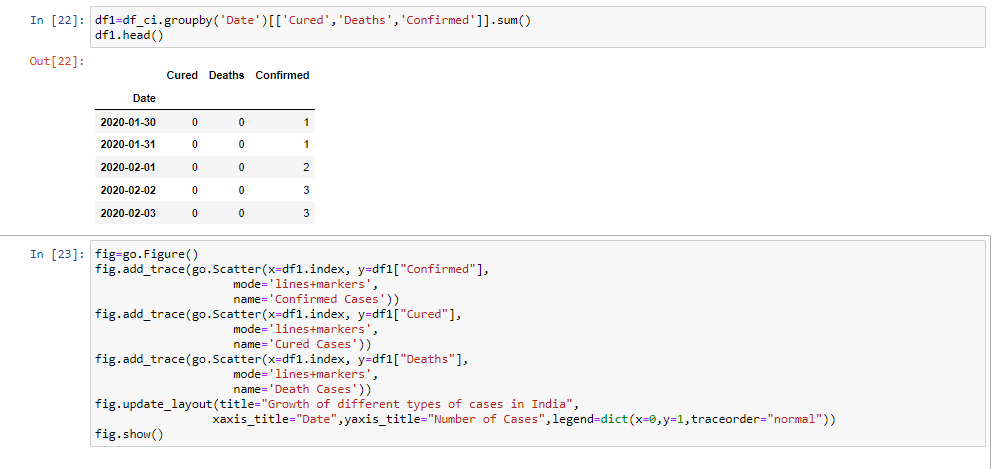 In [22]: df1=df_ci.groupby('Date')[['Cured','Deaths','Confirmed']].sum()
df1.head()
Out[22]:
Cured Deaths Confirmed
Date
2020-01-30 0 0 1
2020-01-31 0 0 1
2020-02-01 0 0 2
2020-02-02 0 0 3
2020-02-03 0 0 3
In [23]: fig=go.Figure()
fig.add_trace(go.Scatter(x=df1.index, y=df1["Confirmed"],
mode='lines+markers',
name='Confirmed Cases'))
fig.add_trace(go.Scatter(x=df1.index, y=df1["Cured"],
mode='lines+markers',
name='Cured Cases'))
fig.add_trace(go.Scatter(x=df1.index, y=df1["Deaths"],
mode='lines+markers',
name='Death Cases'))
fig.update_layout(title="Growth of different types of cases in India",
xaxis_title="Date",yaxis_title="Number of Cases",legend=dict(x=0,y=1,traceorder="normal"))
fig.show()